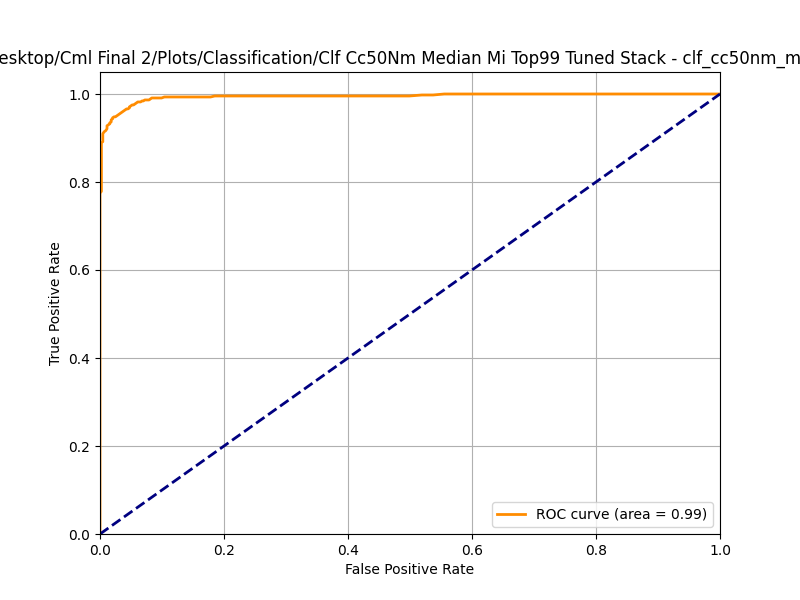 esktop/Cml Final 2/Plots/Classification/Clf Cc50Nm Median Mi Top99 Tuned Stack - clf_cc50nm_m
1.0
0.8
0.6
0.4
0.2
0.0
True Positive Rate
ROC curve (area = 0.99)
0.0 0.2 0.4 0.6 0.8 1.0
False Positive Rate